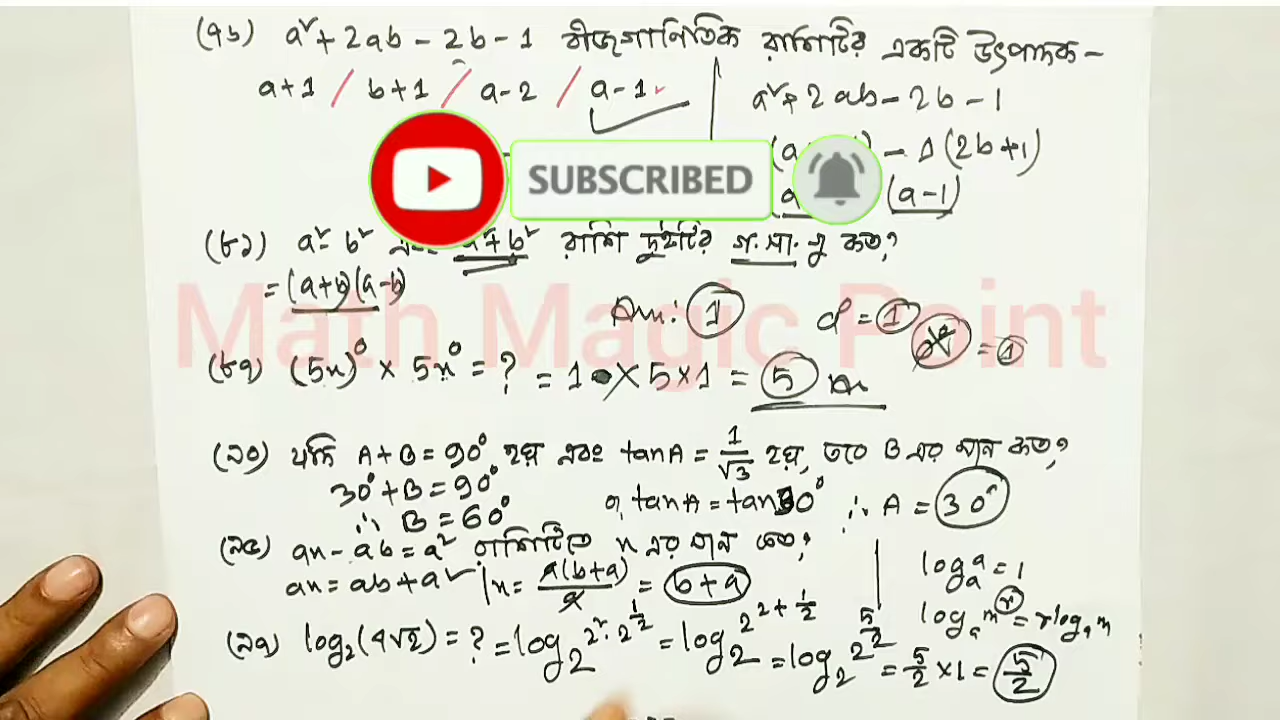 (৭৬) a² + 2ab - 2b - 1 বীজগানিতিক রাশিটির একটি উৎপাদক -
a+1 / b+1 / a-2 / a-1
a² + 2ab - 2b - 1
- 1(2b+1)
(a-1)
SUBSCRIBED
(৮১) a² - b² a² + b² রাশি দুইটির গ.সা.গু কত?
= (a+b)(a-b)
Ans: 1 d = 1 = 1
Math Magic Point
(৮৭) (5x)⁰ × 5x⁰ = ? = 1 × 5×1 = 5
(৯০) যদি A+B = 90° হয় এবং tanA = 1/√3 হয়, তবে B এর মান কত?
30° + B = 90° tanA = tan30° ∴ A = 30°
∴ B = 60°
(৯৫) ax - ab = a² রাশিটিতে x এর মান কত?
ax = ab + a² | x = a(b+a)/a = b+a
logₐa = 1
logₐmʳ = r logₐm
(৯৭) log₂(4√2) = ? = log₂ 2²·2^½ = log₂ 2^(2+½) = log₂ 2^(5/2) = 5/2 × 1 = 5/2